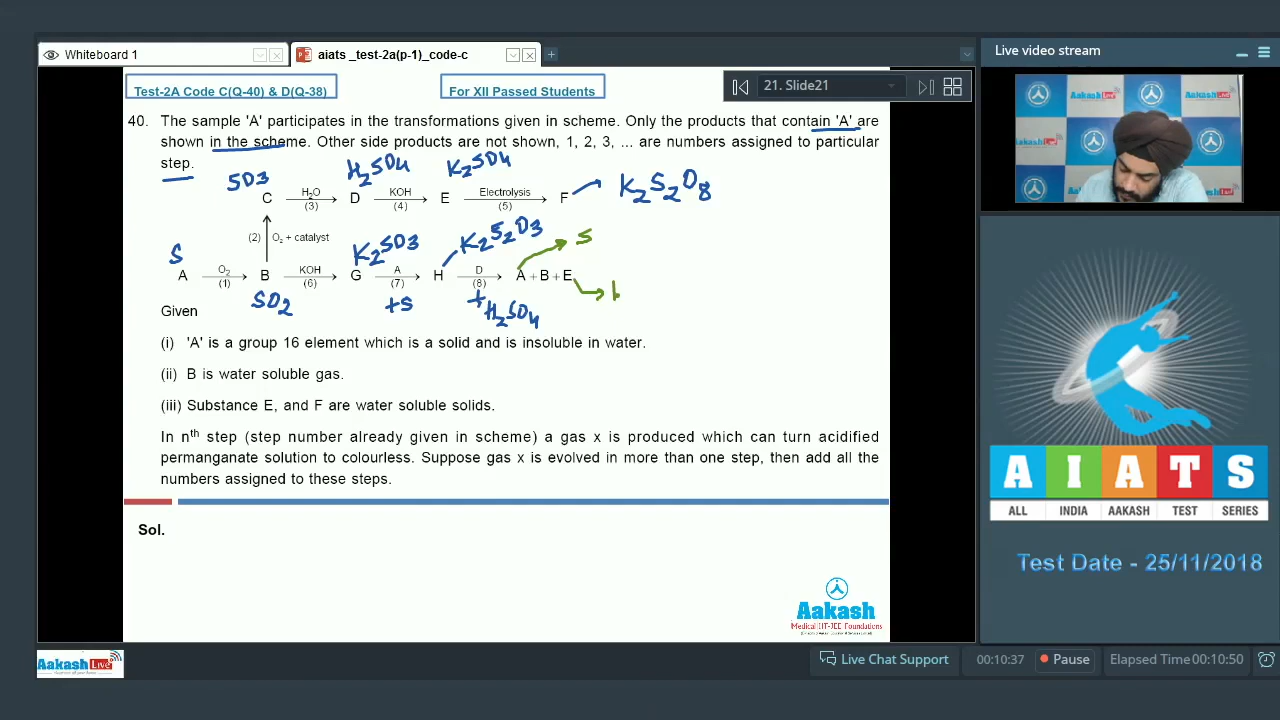 Whiteboard 1
aiats _test-2a(p-1)_code-c
Live video stream
Test-2A Code C(Q-40) & D(Q-38)
For XII Passed Students
21. Slide21
40. The sample 'A' participates in the transformations given in scheme. Only the products that contain 'A' are
shown in the scheme. Other side products are not shown, 1, 2, 3, ... are numbers assigned to particular
step.
SO3 H2SO4 K2SO4
C H2O (3) D KOH (4) E Electrolysis (5) F K2S2O8
(2) O2 + catalyst
S K2SO3 K2S2O3 S
A O2 (1) B KOH (6) G A (7) H D (8) A + B + E
SO2 +S +H2SO4
Given
(i) 'A' is a group 16 element which is a solid and is insoluble in water.
(ii) B is water soluble gas.
(iii) Substance E, and F are water soluble solids.
In nth step (step number already given in scheme) a gas x is produced which can turn acidified
permanganate solution to colourless. Suppose gas x is evolved in more than one step, then add all the
numbers assigned to these steps.
Sol.
Aakash
Medical|IIT-JEE|Foundations
AIATS
ALL INDIA AAKASH TEST SERIES
Test Date - 25/11/2018
Aakash LIVE
Live Chat Support
00:10:37
Pause
Elapsed Time 00:10:50